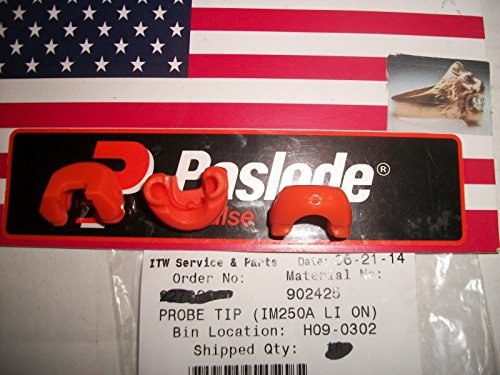 Paslode®
lse
ITW Service & Parts Date: 06-21-14
Order No: Material No:
902425
PROBE TIP (IM250A LI ON)
Bin Location: H09-0302
Shipped Qty: